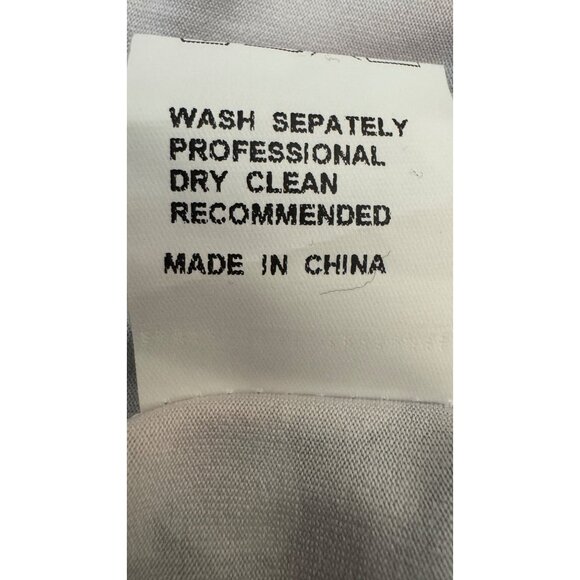 WASH SEPATELY
PROFESSIONAL
DRY CLEAN
RECOMMENDED
MADE IN CHINA